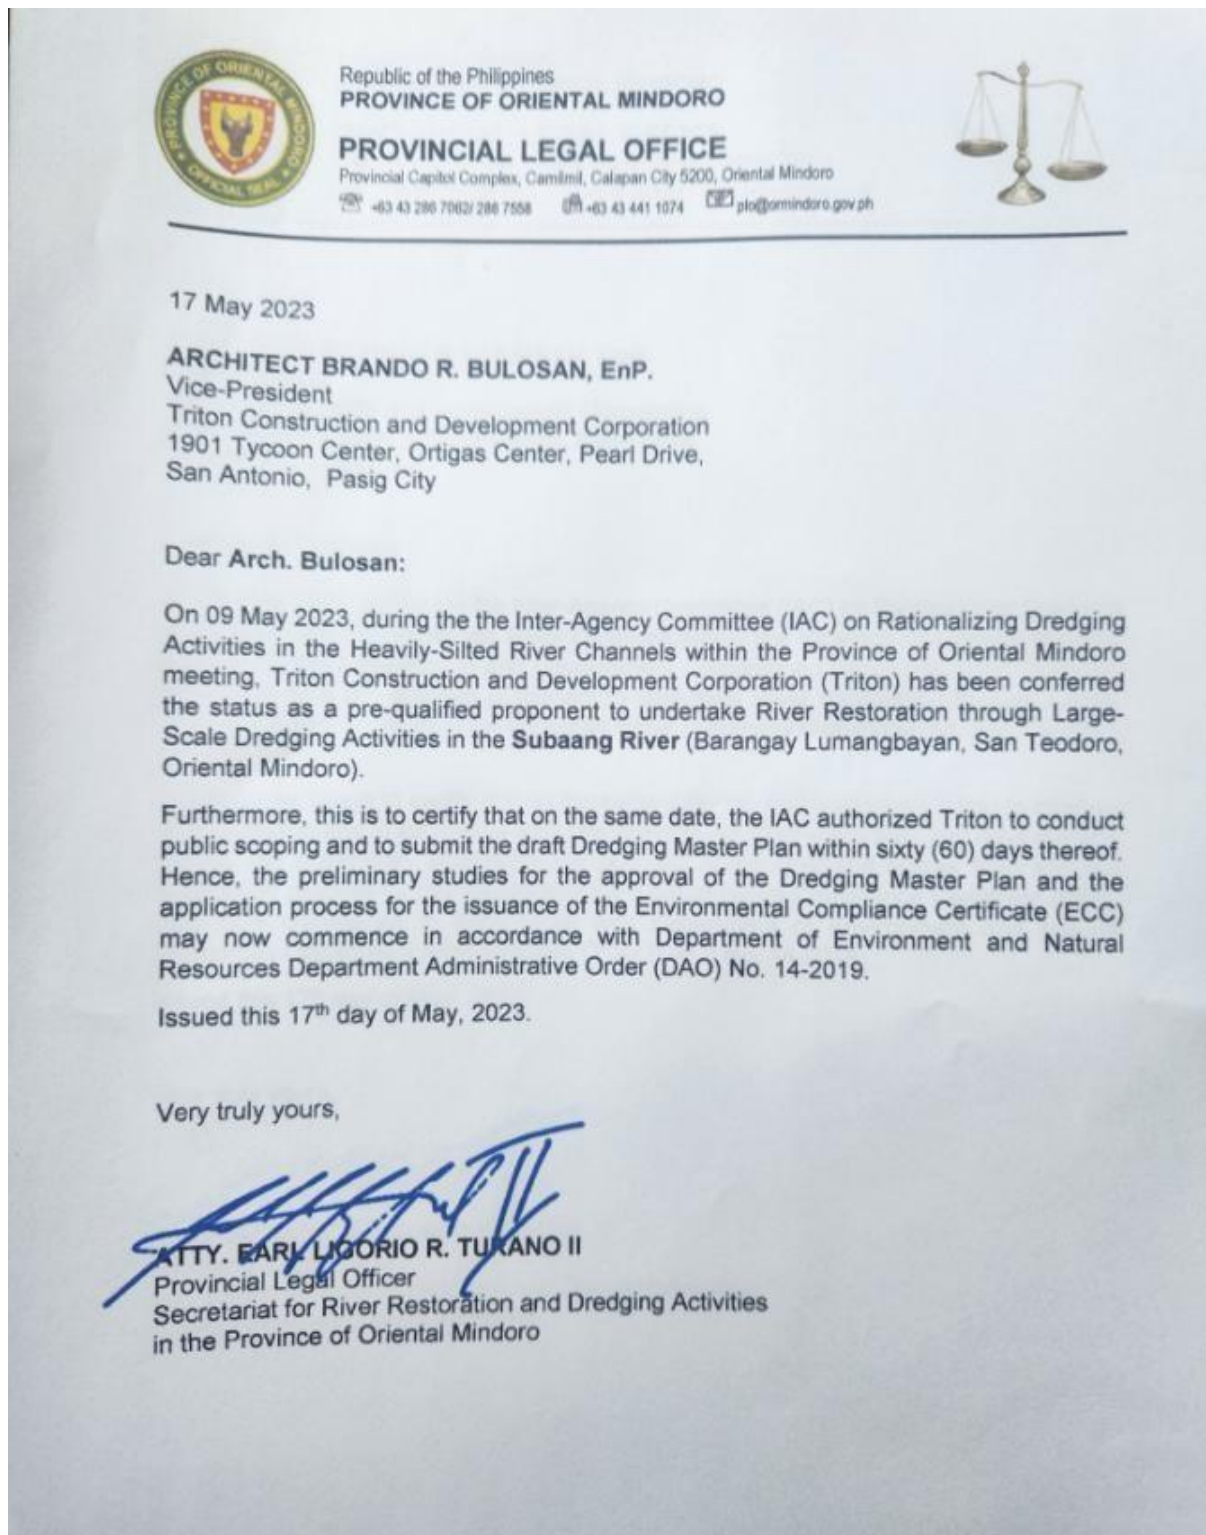 PROVINCE OF ORIENTAL MINDORO
OFFICIAL SEAL
Republic of the Philippines
PROVINCE OF ORIENTAL MINDORO
PROVINCIAL LEGAL OFFICE
Provincial Capitol Complex, Camilmil, Calapan City 5200, Oriental Mindoro
+63 43 286 7062/ 286 7558 +63 43 441 1074 plo@ormindoro.gov.ph
17 May 2023
ARCHITECT BRANDO R. BULOSAN, EnP.
Vice-President
Triton Construction and Development Corporation
1901 Tycoon Center, Ortigas Center, Pearl Drive,
San Antonio, Pasig City
Dear Arch. Bulosan:
On 09 May 2023, during the the Inter-Agency Committee (IAC) on Rationalizing Dredging
Activities in the Heavily-Silted River Channels within the Province of Oriental Mindoro
meeting, Triton Construction and Development Corporation (Triton) has been conferred
the status as a pre-qualified proponent to undertake River Restoration through Large-
Scale Dredging Activities in the Subaang River (Barangay Lumangbayan, San Teodoro,
Oriental Mindoro).
Furthermore, this is to certify that on the same date, the IAC authorized Triton to conduct
public scoping and to submit the draft Dredging Master Plan within sixty (60) days thereof.
Hence, the preliminary studies for the approval of the Dredging Master Plan and the
application process for the issuance of the Environmental Compliance Certificate (ECC)
may now commence in accordance with Department of Environment and Natural
Resources Department Administrative Order (DAO) No. 14-2019.
Issued this 17th day of May, 2023.
Very truly yours,
ATTY. EARL LIGORIO R. TURANO II
Provincial Legal Officer
Secretariat for River Restoration and Dredging Activities
in the Province of Oriental Mindoro